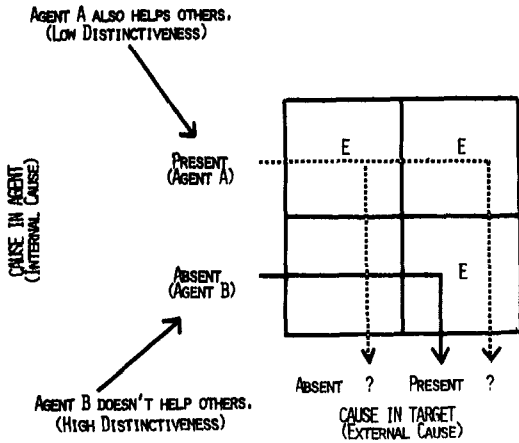 AGENT A ALSO HELPS OTHERS.
(LOW DISTINCTIVENESS)
CAUSE IN AGENT
(INTERNAL CAUSE)
PRESENT
(AGENT A)
E E
ABSENT
(AGENT B)
E
ABSENT ? PRESENT ?
AGENT B DOESN'T HELP OTHERS.
(HIGH DISTINCTIVENESS)
CAUSE IN TARGET
(EXTERNAL CAUSE)